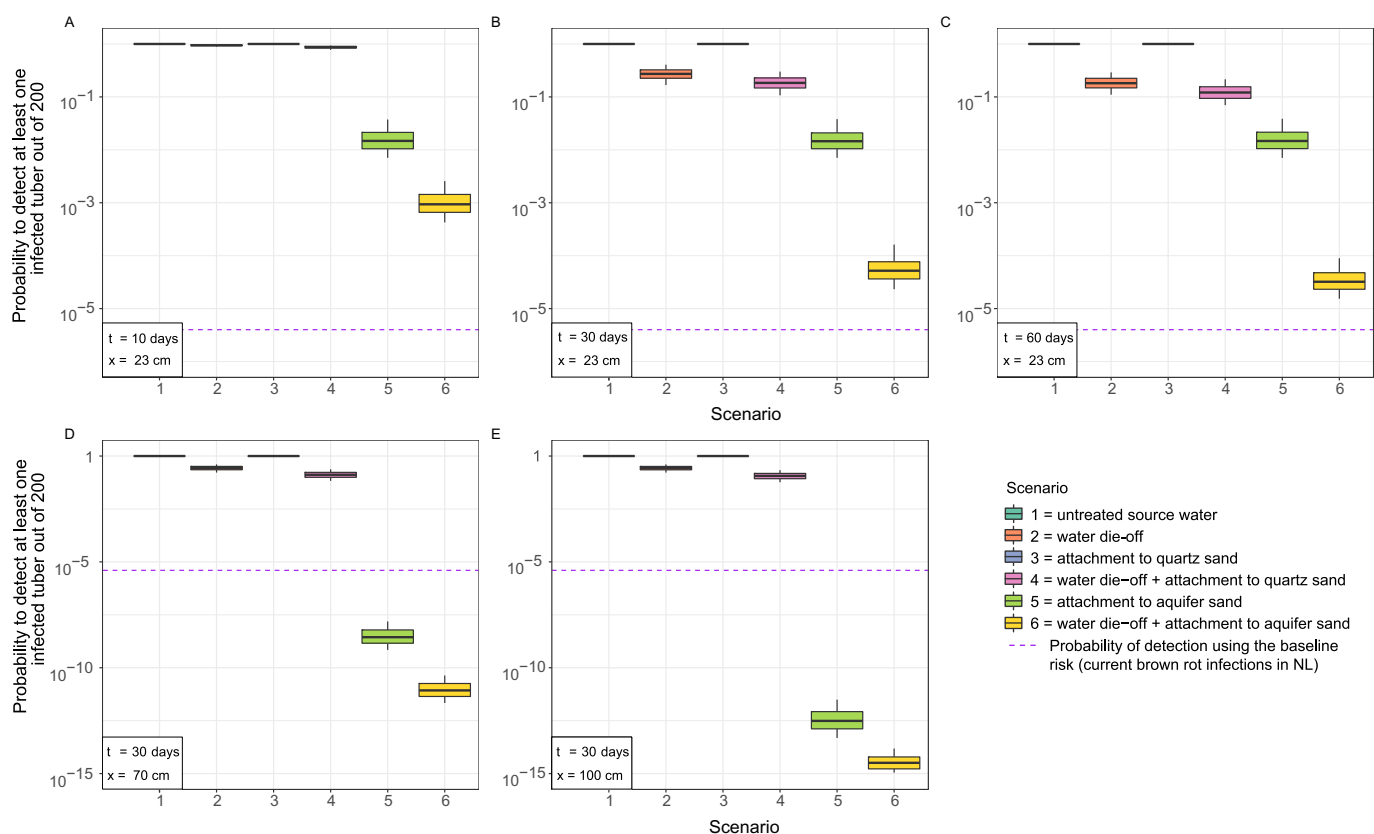 A
B
C
Probability to detect at least one
infected tuber out of 200
10−1
10−3
10−5
t = 10 days
x = 23 cm
1 2 3 4 5 6
10−1
10−3
10−5
t = 30 days
x = 23 cm
1 2 3 4 5 6
Scenario
10−1
10−3
10−5
t = 60 days
x = 23 cm
1 2 3 4 5 6
D
E
Probability to detect at least one
infected tuber out of 200
1
10−5
10−10
10−15
t = 30 days
x = 70 cm
1 2 3 4 5 6
1
10−5
10−10
10−15
t = 30 days
x = 100 cm
1 2 3 4 5 6
Scenario
Scenario
1 = untreated source water
2 = water die−off
3 = attachment to quartz sand
4 = water die−off + attachment to quartz sand
5 = attachment to aquifer sand
6 = water die−off + attachment to aquifer sand
Probability of detection using the baseline
risk (current brown rot infections in NL)